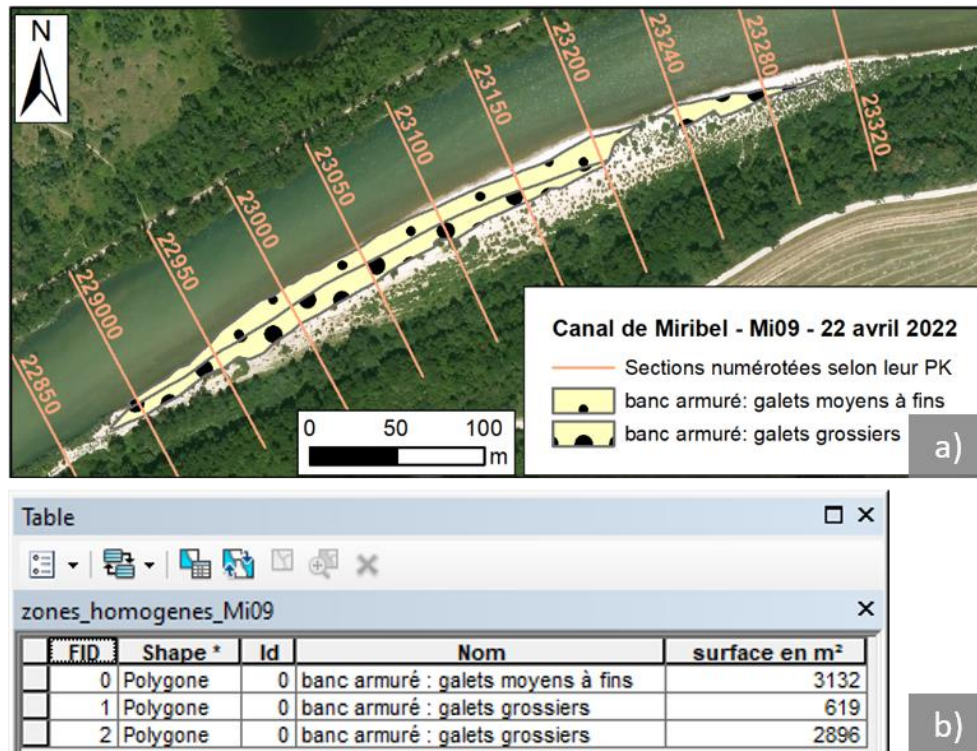 N
22850
229000
22950
23000
23050
23100
23150
23200
23240
23280
23320
Canal de Miribel - Mi09 - 22 avril 2022
Sections numérotées selon leur PK
banc armuré: galets moyens à fins
banc armuré: galets grossiers
0 50 100
m
a)
Table
zones_homogenes_Mi09
FID Shape * Id Nom surface en m²
0 Polygone 0 banc armuré : galets moyens à fins 3132
1 Polygone 0 banc armuré : galets grossiers 619
2 Polygone 0 banc armuré : galets grossiers 2896
b)